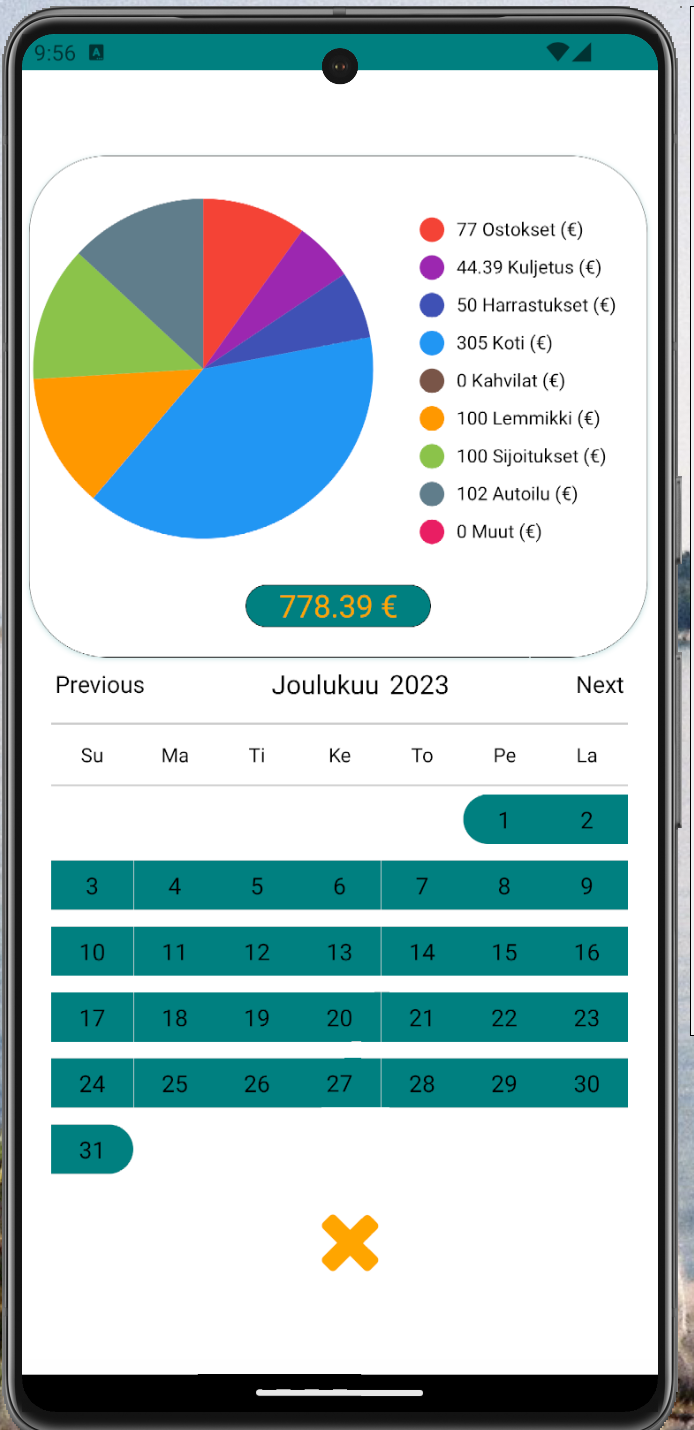 9:56
77 Ostokset (€)
44.39 Kuljetus (€)
50 Harrastukset (€)
305 Koti (€)
0 Kahvilat (€)
100 Lemmikki (€)
100 Sijoitukset (€)
102 Autoilu (€)
0 Muut (€)
778.39 €
Previous Joulukuu 2023 Next
Su Ma Ti Ke To Pe La
1 2
3 4 5 6 7 8 9
10 11 12 13 14 15 16
17 18 19 20 21 22 23
24 25 26 27 28 29 30
31